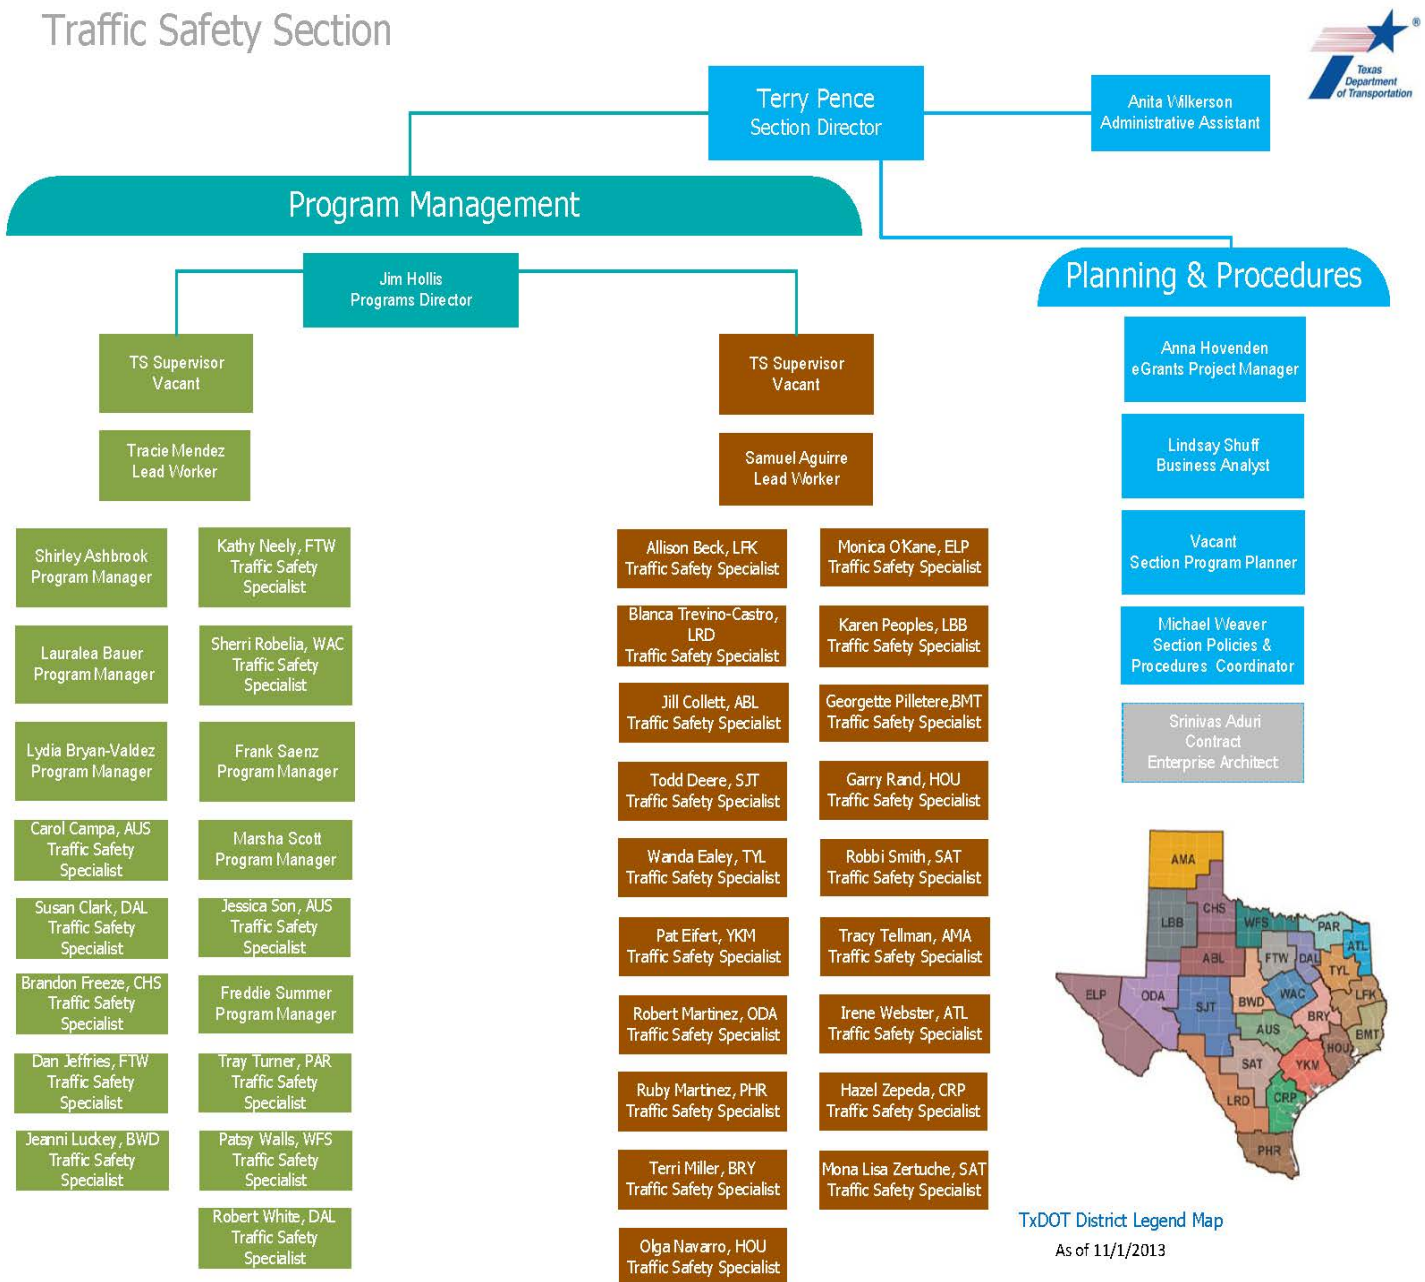 Traffic Safety Section
®
Texas
Department
of Transportation
Terry Pence
Section Director
Anita Wilkerson
Administrative Assistant
Program Management
Jim Hollis
Programs Director
Planning & Procedures
TS Supervisor
Vacant
Tracie Mendez
Lead Worker
Shirley Ashbrook
Program Manager
Lauralea Bauer
Program Manager
Lydia Bryan-Valdez
Program Manager
Carol Campa, AUS
Traffic Safety
Specialist
Susan Clark, DAL
Traffic Safety
Specialist
Brandon Freeze, CHS
Traffic Safety
Specialist
Dan Jeffries, FTW
Traffic Safety
Specialist
Jeanni Luckey, BWD
Traffic Safety
Specialist
Kathy Neely, FTW
Traffic Safety
Specialist
Sherri Robelia, WAC
Traffic Safety
Specialist
Frank Saenz
Program Manager
Marsha Scott
Program Manager
Jessica Son, AUS
Traffic Safety
Specialist
Freddie Summer
Program Manager
Tray Turner, PAR
Traffic Safety
Specialist
Patsy Walls, WFS
Traffic Safety
Specialist
Robert White, DAL
Traffic Safety
Specialist
TS Supervisor
Vacant
Samuel Aguirre
Lead Worker
Allison Beck, LFK
Traffic Safety Specialist
Blanca Trevino-Castro,
LRD
Traffic Safety Specialist
Jill Collett, ABL
Traffic Safety Specialist
Todd Deere, SJT
Traffic Safety Specialist
Wanda Ealey, TYL
Traffic Safety Specialist
Pat Eifert, YKM
Traffic Safety Specialist
Robert Martinez, ODA
Traffic Safety Specialist
Ruby Martinez, PHR
Traffic Safety Specialist
Terri Miller, BRY
Traffic Safety Specialist
Olga Navarro, HOU
Traffic Safety Specialist
Monica O'Kane, ELP
Traffic Safety Specialist
Karen Peoples, LBB
Traffic Safety Specialist
Georgette Pilletere,BMT
Traffic Safety Specialist
Garry Rand, HOU
Traffic Safety Specialist
Robbi Smith, SAT
Traffic Safety Specialist
Tracy Tellman, AMA
Traffic Safety Specialist
Irene Webster, ATL
Traffic Safety Specialist
Hazel Zepeda, CRP
Traffic Safety Specialist
Mona Lisa Zertuche, SAT
Traffic Safety Specialist
Anna Hovenden
eGrants Project Manager
Lindsay Shuff
Business Analyst
Vacant
Section Program Planner
Michael Weaver
Section Policies &
Procedures Coordinator
Srinivas Aduri
Contract
Enterprise Architect
AMA
LBB
CHS
WFS
PAR
ATL
ABL
FTW
DAL
TYL
ELP
ODA
SJT
BWD
WAC
LFK
BRY
AUS
BMT
HOU
SAT
YKM
LRD
CRP
PHR
TxDOT District Legend Map
As of 11/1/2013